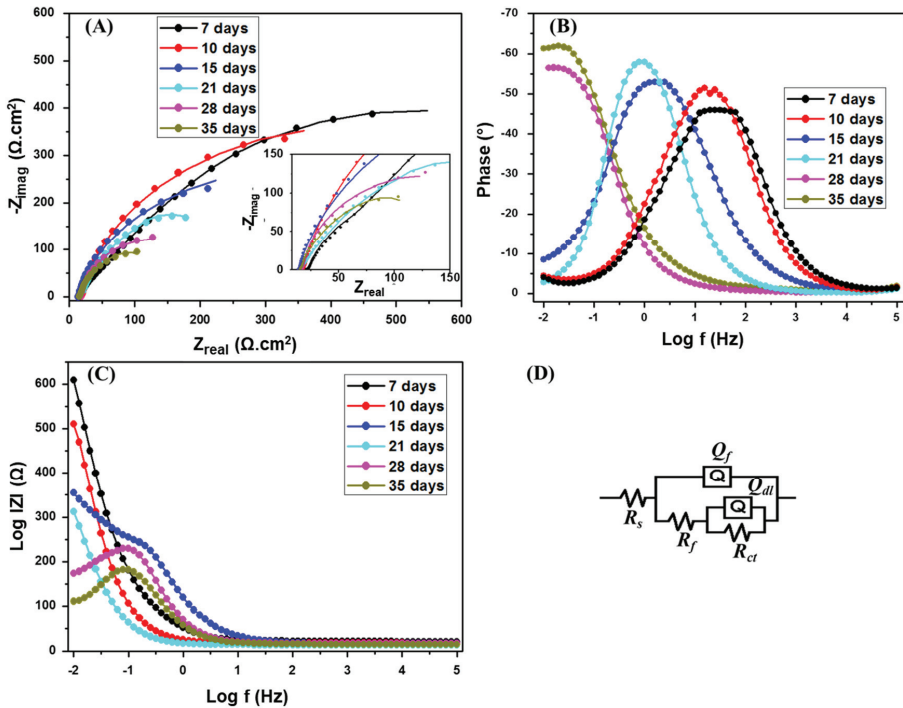 (A)
7 days
10 days
15 days
21 days
28 days
35 days
-Zimag (Ω.cm²)
600
500
400
300
200
100
0
0 100 200 300 400 500 600
Zreal (Ω.cm²)
-Zimag
150
100
50
0
50 100 150
Zreal
(B)
7 days
10 days
15 days
21 days
28 days
35 days
Phase (°)
-70
-60
-50
-40
-30
-20
-10
0
-2 -1 0 1 2 3 4 5
Log f (Hz)
(C)
7 days
10 days
15 days
21 days
28 days
35 days
Log IZI (Ω)
600
500
400
300
200
100
0
-2 -1 0 1 2 3 4 5
Log f (Hz)
(D)
Qf
Q
Qdl
Q
Rs
Rf
Rct